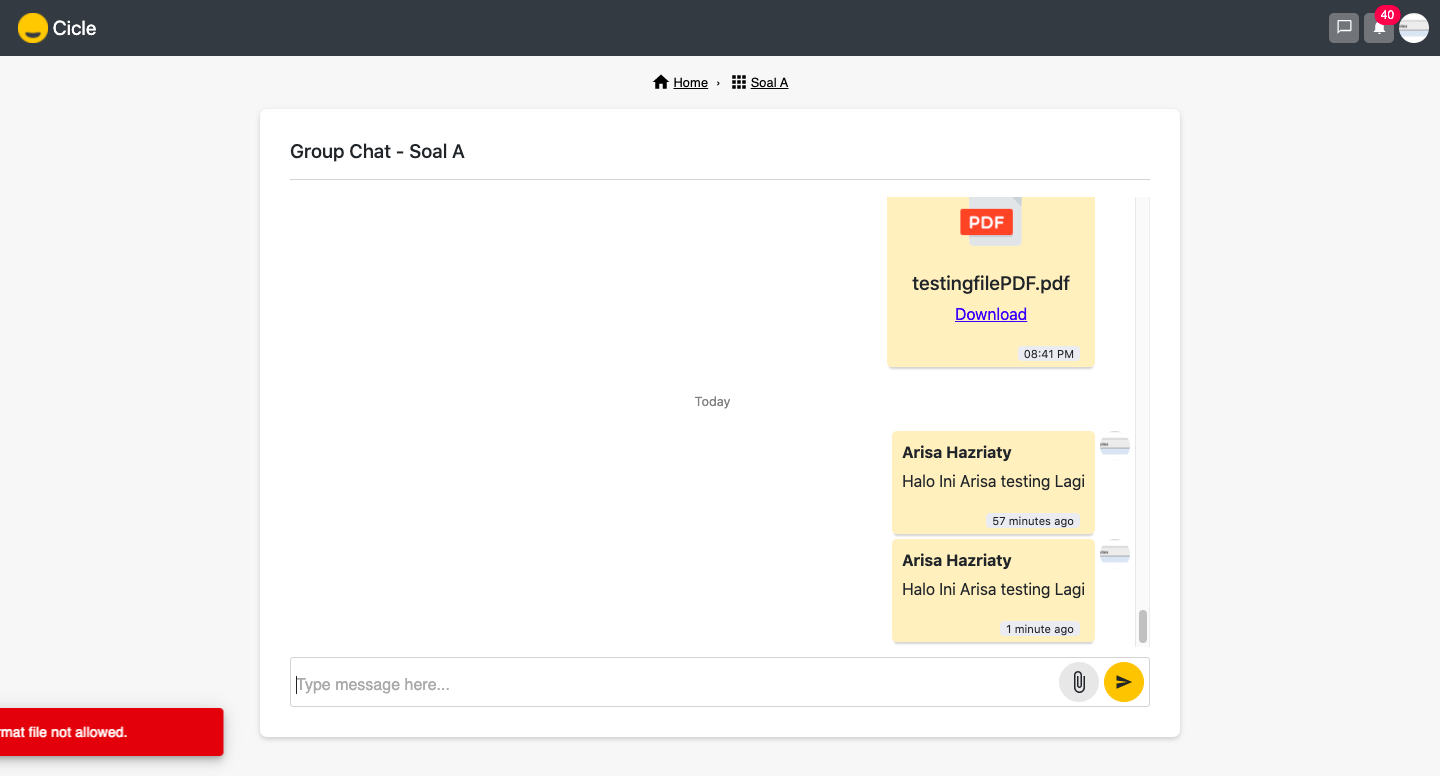 Cicle
40
Home › Soal A
Group Chat - Soal A
PDF
testingfilePDF.pdf
Download
08:41 PM
Today
Arisa Hazriaty
Halo Ini Arisa testing Lagi
57 minutes ago
Arisa Hazriaty
Halo Ini Arisa testing Lagi
1 minute ago
Type message here...
rmat file not allowed.